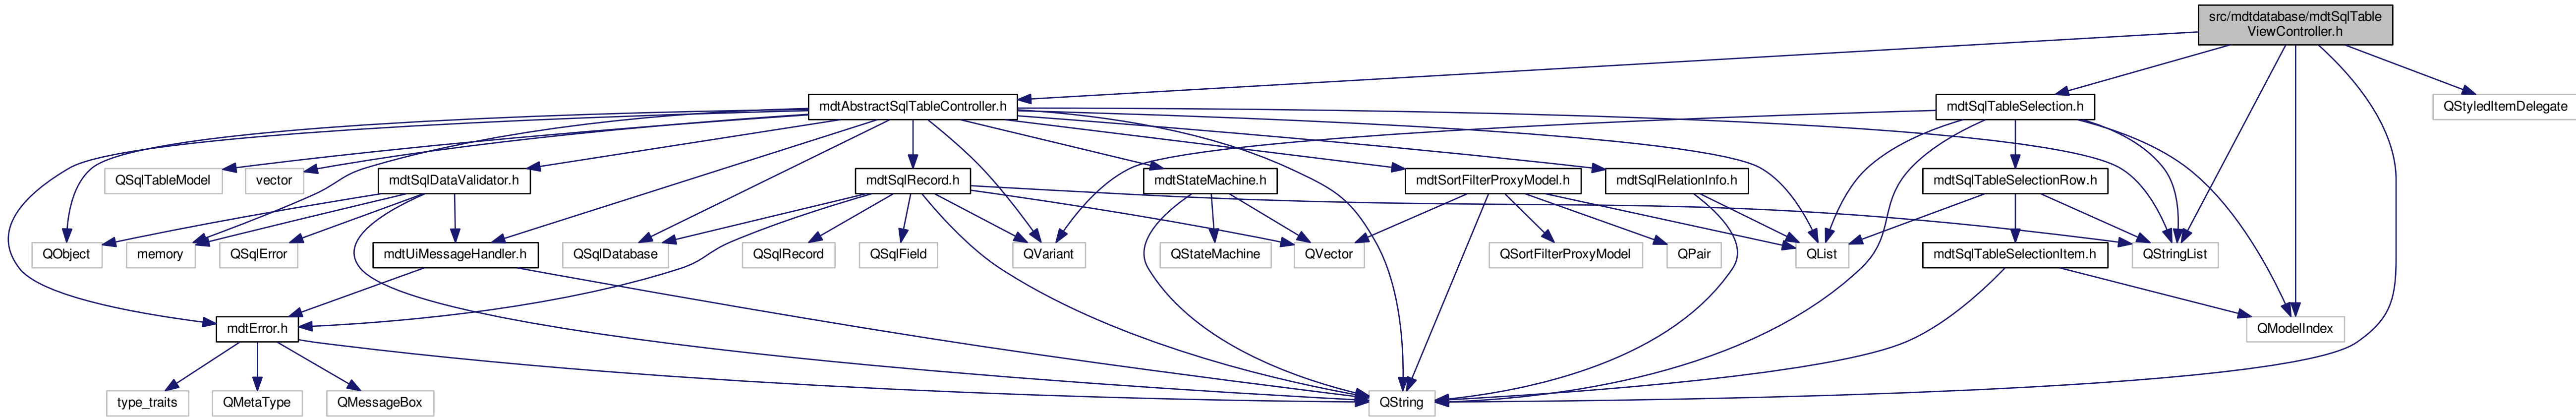 src/mdtdatabase/mdtSqlTable
ViewController.h
mdtAbstractSqlTableController.h
mdtSqlTableSelection.h
QStyledItemDelegate
QSqlTableModel
vector
mdtSqlDataValidator.h
mdtSqlRecord.h
mdtStateMachine.h
mdtSortFilterProxyModel.h
mdtSqlRelationInfo.h
mdtSqlTableSelectionRow.h
QObject
memory
QSqlError
mdtUiMessageHandler.h
QSqlDatabase
QSqlRecord
QSqlField
QVariant
QStateMachine
QVector
QSortFilterProxyModel
QPair
QList
mdtSqlTableSelectionItem.h
QStringList
mdtError.h
QModelIndex
type_traits
QMetaType
QMessageBox
QString